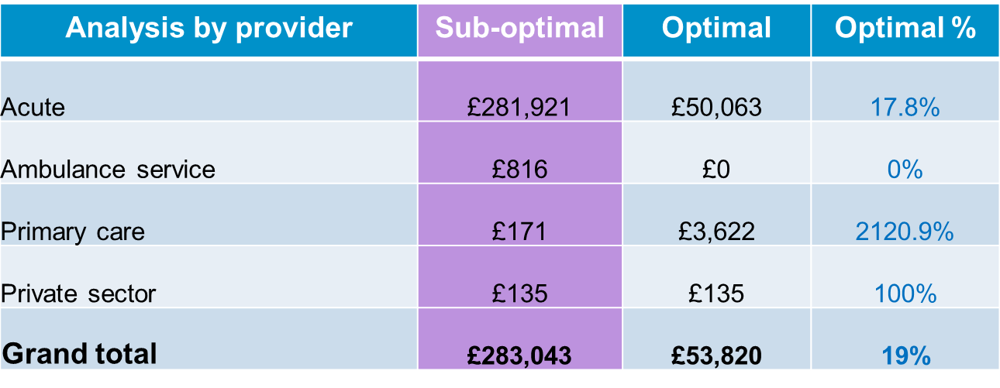 Analysis by provider Sub-optimal Optimal Optimal %
Acute £281,921 £50,063 17.8%
Ambulance service £816 £0 0%
Primary care £171 £3,622 2120.9%
Private sector £135 £135 100%
Grand total £283,043 £53,820 19%